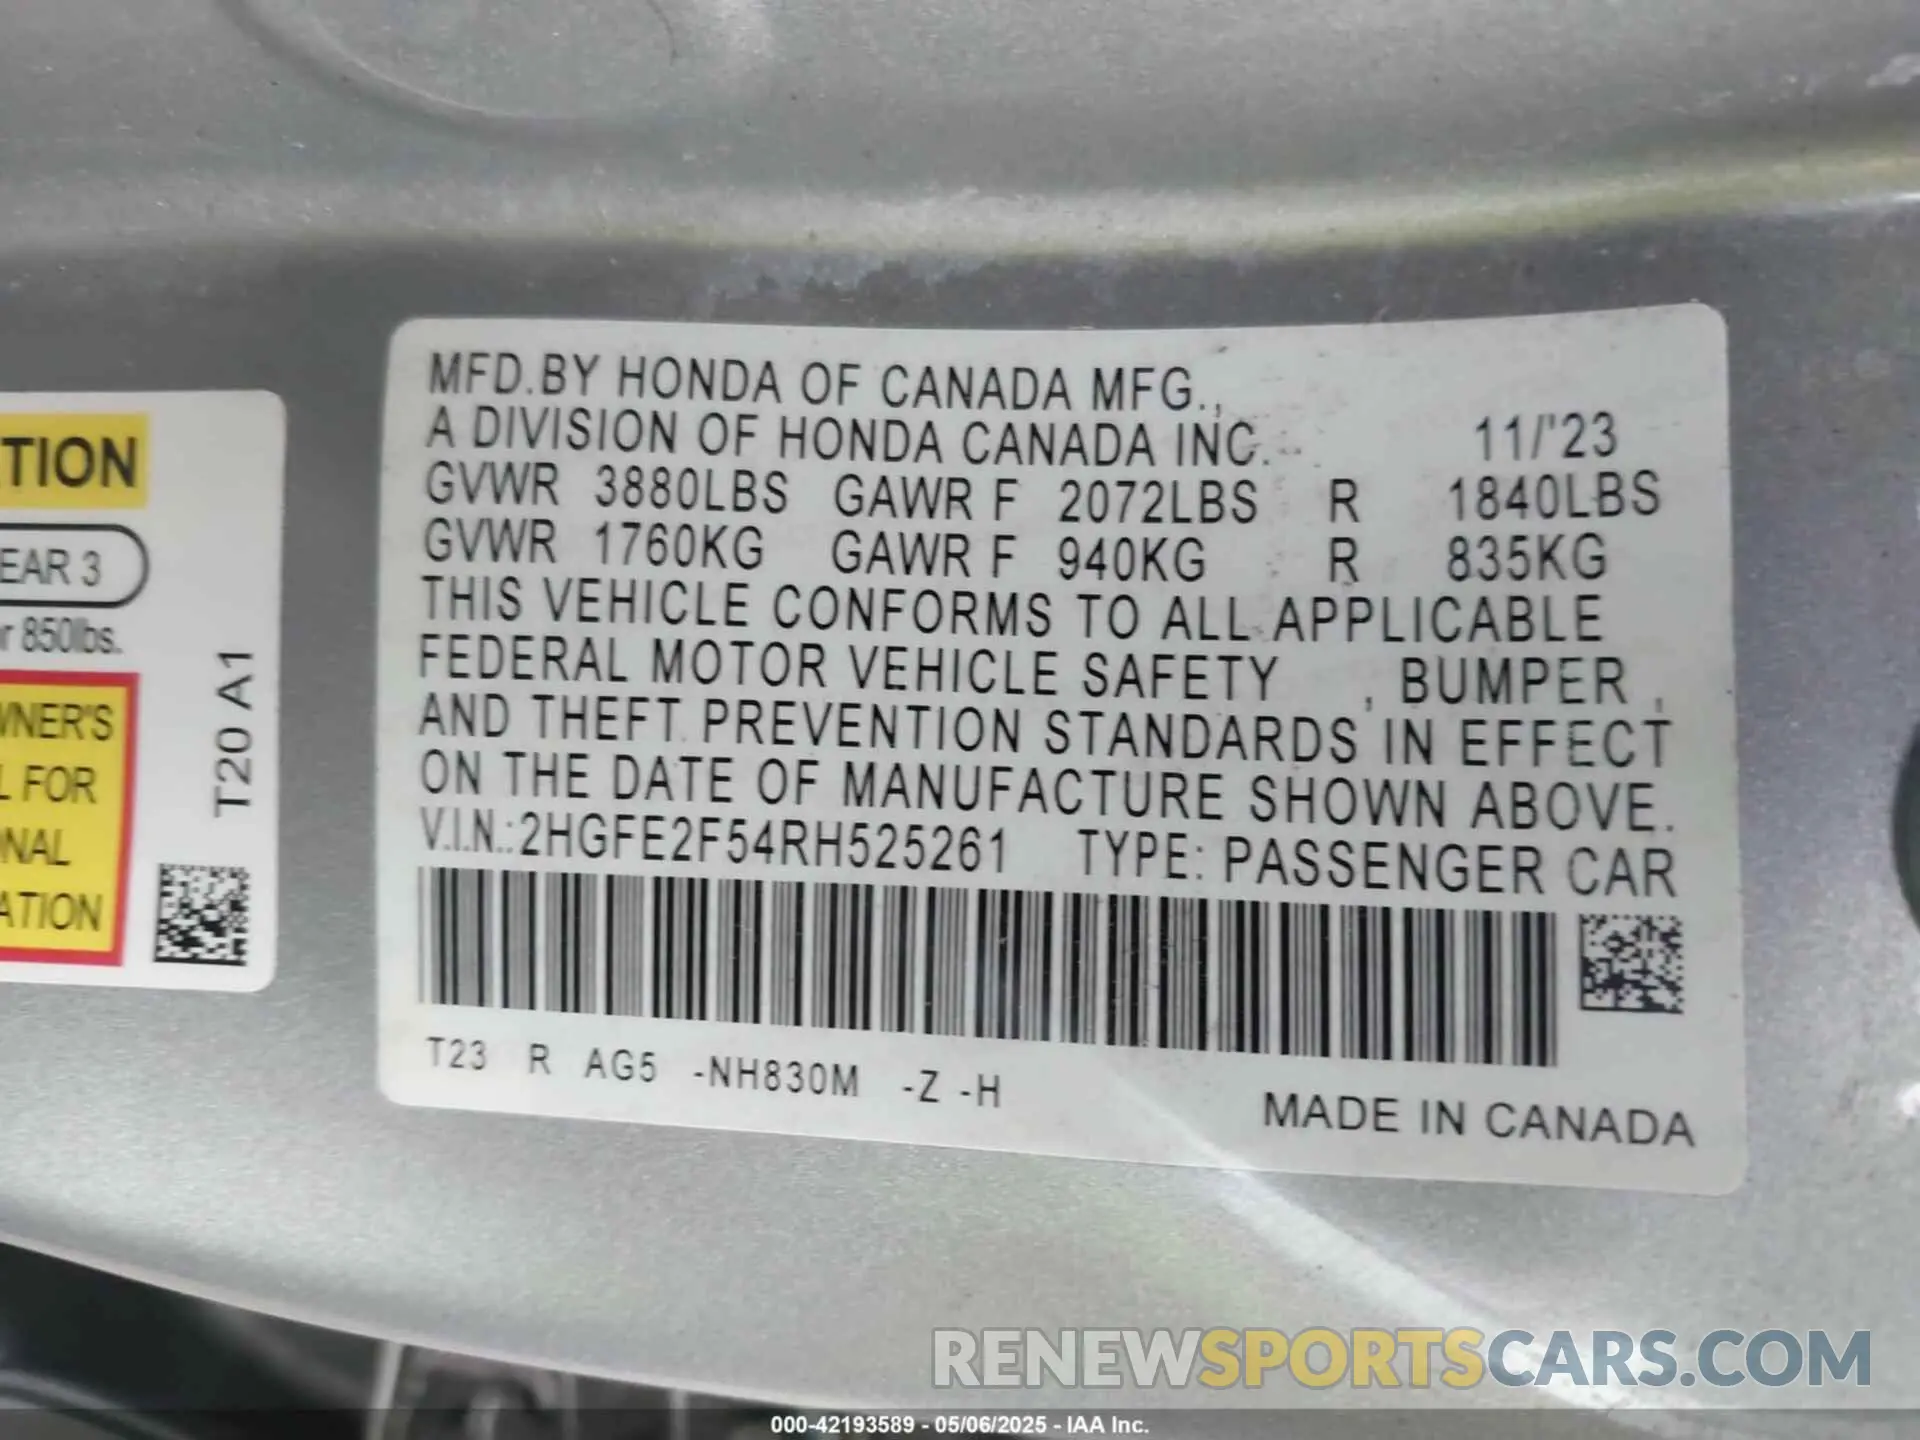 TION
EAR 3
r 850lbs.
WNER'S
L FOR
ONAL
ATION
T20 A1
MFD.BY HONDA OF CANADA MFG.,
A DIVISION OF HONDA CANADA INC. 11/'23
GVWR 3880LBS GAWR F 2072LBS R 1840LBS
GVWR 1760KG GAWR F 940KG R 835KG
THIS VEHICLE CONFORMS TO ALL APPLICABLE
FEDERAL MOTOR VEHICLE SAFETY , BUMPER ,
AND THEFT PREVENTION STANDARDS IN EFFECT
ON THE DATE OF MANUFACTURE SHOWN ABOVE.
V.I.N.:2HGFE2F54RH525261 TYPE: PASSENGER CAR
T23 R AG5 -NH830M -Z -H
MADE IN CANADA
RENEWSPORTSCARS.COM
000-42193589 - 05/06/2025 - IAA Inc.